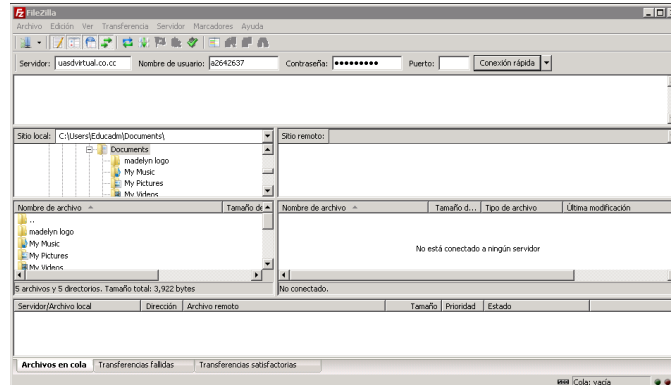 FileZilla
Archivo Edición Ver Transferencia Servidor Marcadores Ayuda
Servidor: uasdvirtual.co.cc Nombre de usuario: a2642637 Contraseña: ●●●●●●●●● Puerto: Conexión rápida
Sitio local: C:\Users\Educadm\Documents\
Sitio remoto:
Documents
madelyn logo
My Music
My Pictures
My Videos
Nombre de archivo Tamaño de
Nombre de archivo Tamaño d... Tipo de archivo Última modificación
..
madelyn logo
My Music
My Pictures
My Videos
No está conectado a ningún servidor
5 archivos y 5 directorios. Tamaño total: 3,922 bytes
No conectado.
Servidor/Archivo local Dirección Archivo remoto Tamaño Prioridad Estado
Archivos en cola Transferencias fallidas Transferencias satisfactorias
Cola: vacía